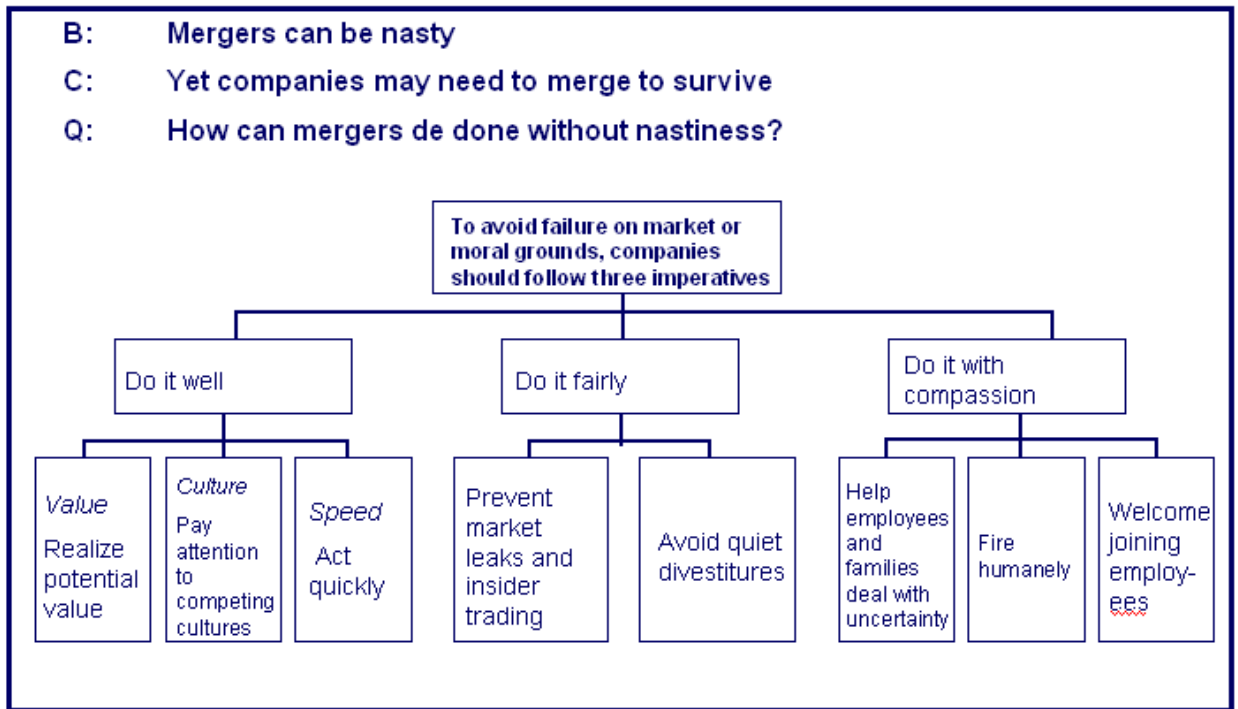 B: Mergers can be nasty
C: Yet companies may need to merge to survive
Q: How can mergers de done without nastiness?
To avoid failure on market or
moral grounds, companies
should follow three imperatives
Do it well
Do it fairly
Do it with
compassion
Value
Realize
potential
value
Culture
Pay
attention
to
competing
cultures
Speed
Act
quickly
Prevent
market
leaks and
insider
trading
Avoid quiet
divestitures
Help
employees
and
families
deal with
uncertainty
Fire
humanely
Welcome
joining
employ-
ees